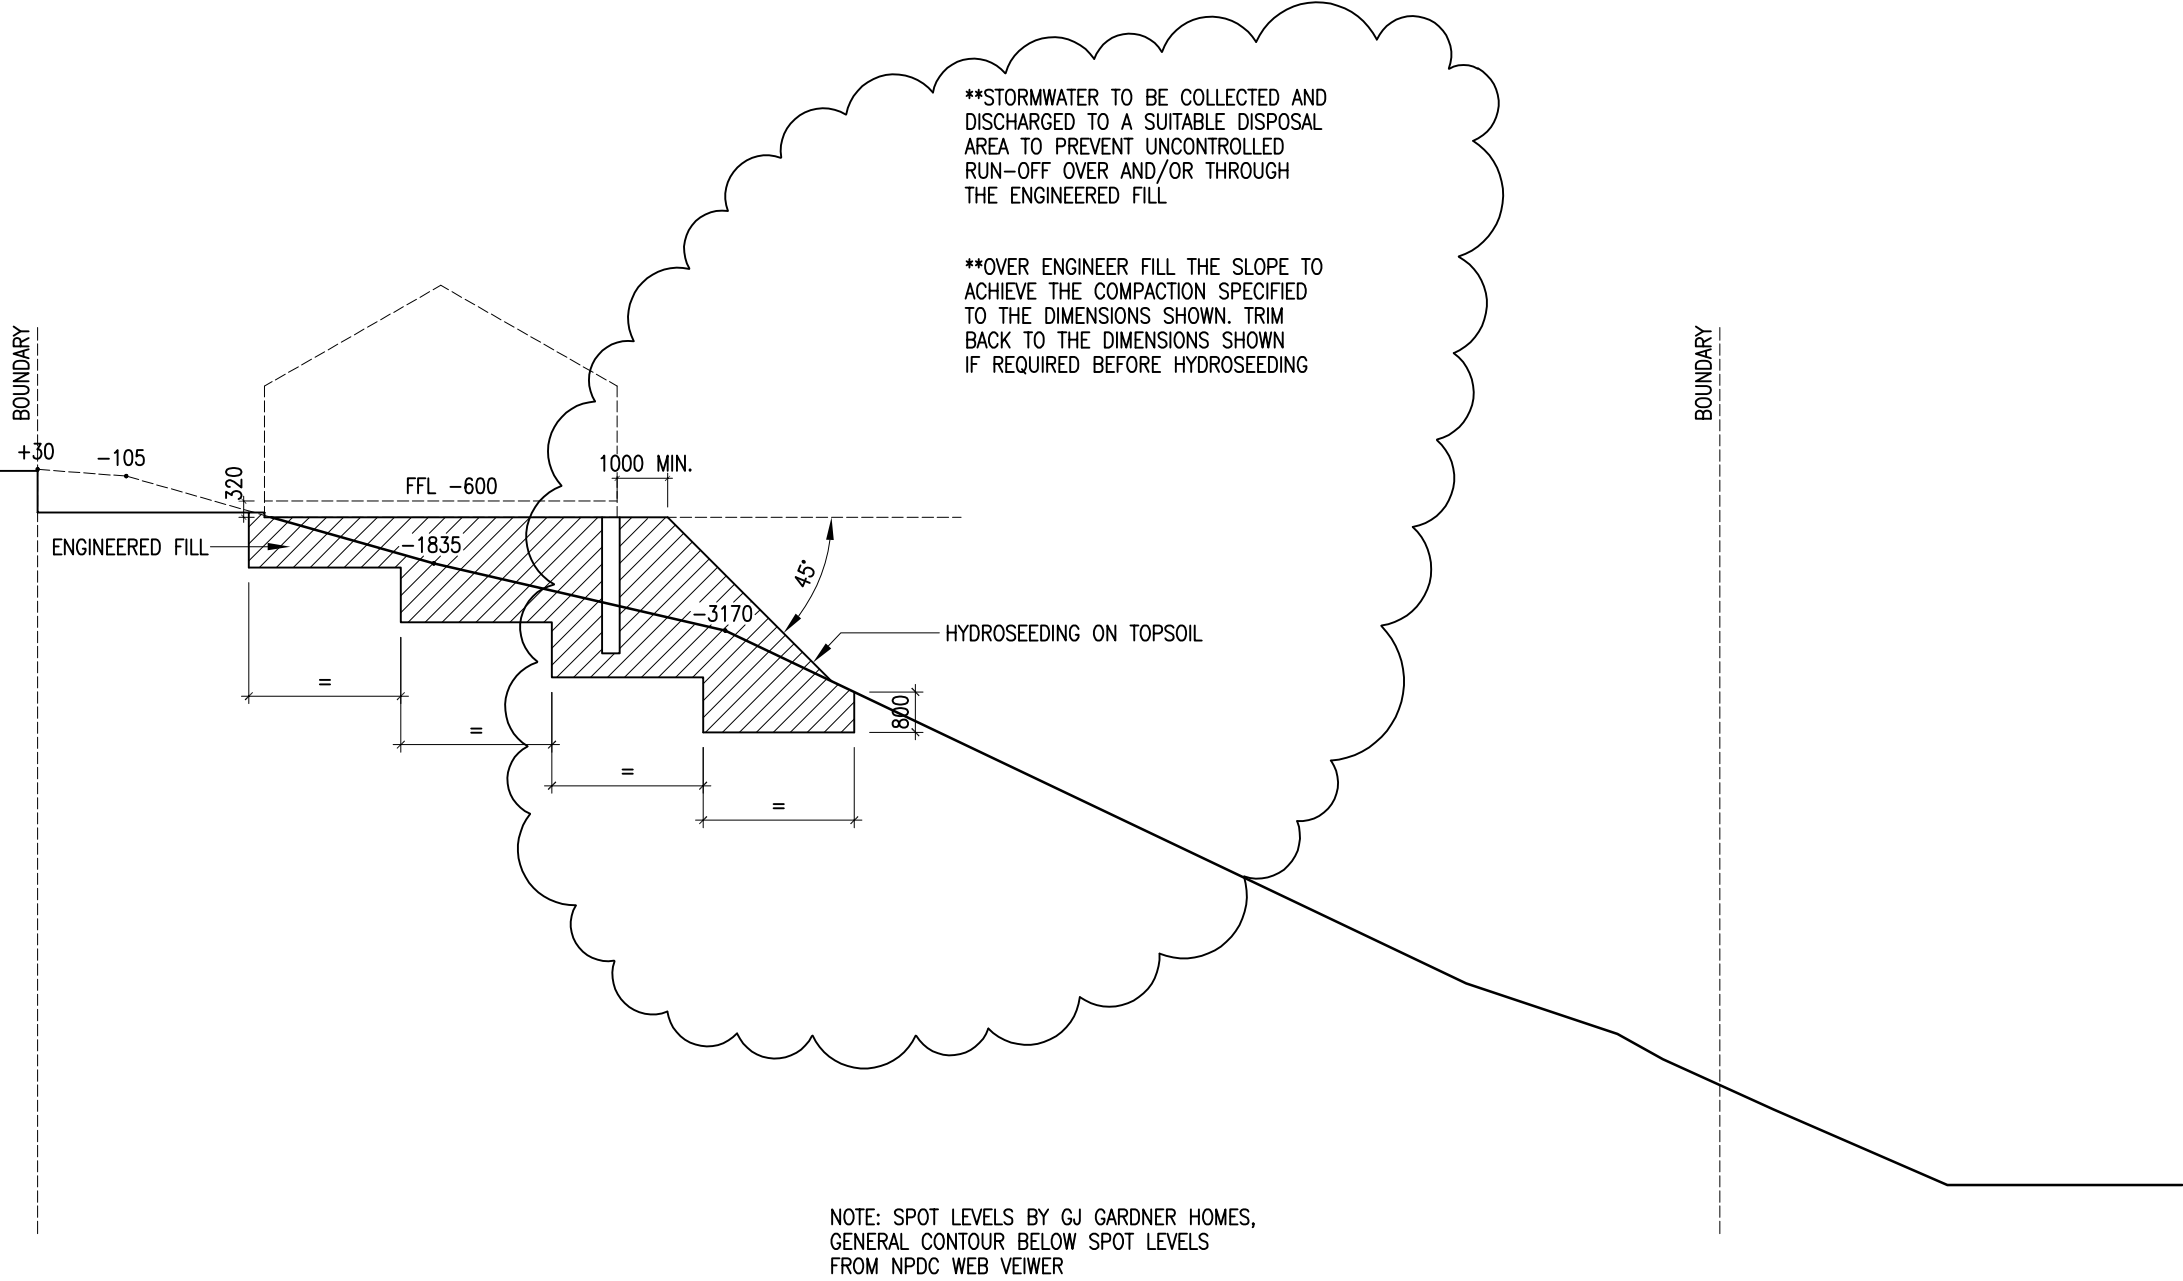 **STORMWATER TO BE COLLECTED AND
DISCHARGED TO A SUITABLE DISPOSAL
AREA TO PREVENT UNCONTROLLED
RUN-OFF OVER AND/OR THROUGH
THE ENGINEERED FILL
**OVER ENGINEER FILL THE SLOPE TO
ACHIEVE THE COMPACTION SPECIFIED
TO THE DIMENSIONS SHOWN. TRIM
BACK TO THE DIMENSIONS SHOWN
IF REQUIRED BEFORE HYDROSEEDING
BOUNDARY
BOUNDARY
+30
-105
320
FFL -600
1000 MIN.
ENGINEERED FILL
-1835
45°
-3170
HYDROSEEDING ON TOPSOIL
=
800
=
=
=
NOTE: SPOT LEVELS BY GJ GARDNER HOMES,
GENERAL CONTOUR BELOW SPOT LEVELS
FROM NPDC WEB VEIWER